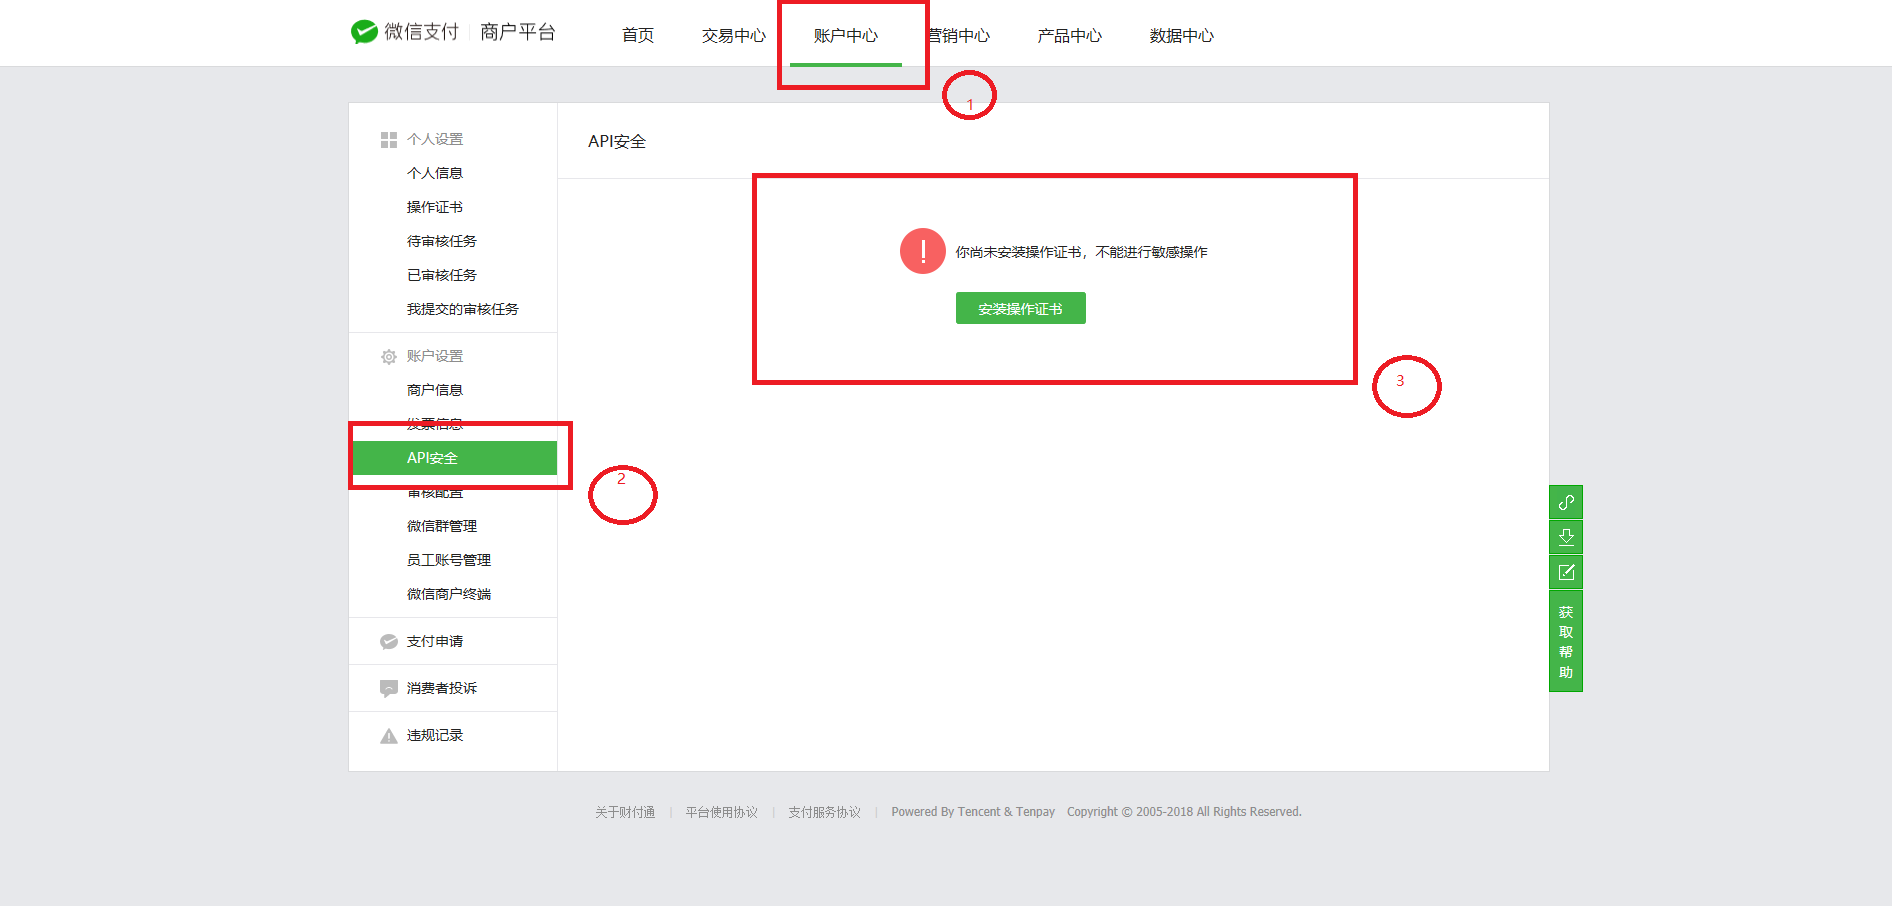 微信支付 商户平台 首页 交易中心 账户中心 营销中心 产品中心 数据中心
1
个人设置
个人信息
操作证书
待审核任务
已审核任务
我提交的审核任务
账户设置
商户信息
发票信息
API安全
审核配置
微信群管理
员工账号管理
微信商户终端
支付申请
消费者投诉
违规记录
API安全
你尚未安装操作证书，不能进行敏感操作
安装操作证书
3
2
获
取
帮
助
关于财付通 | 平台使用协议 | 支付服务协议 | Powered By Tencent & Tenpay Copyright © 2005-2018 All Rights Reserved.